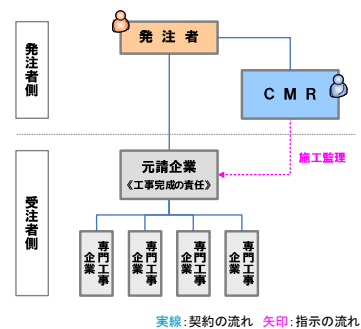 発注者
発注者側
CMR
施工監理
元請企業
《工事完成の責任》
受注者側
専門工事
企業
専門工事
企業
専門工事
企業
専門工事
企業
実線：契約の流れ 矢印：指示の流れ